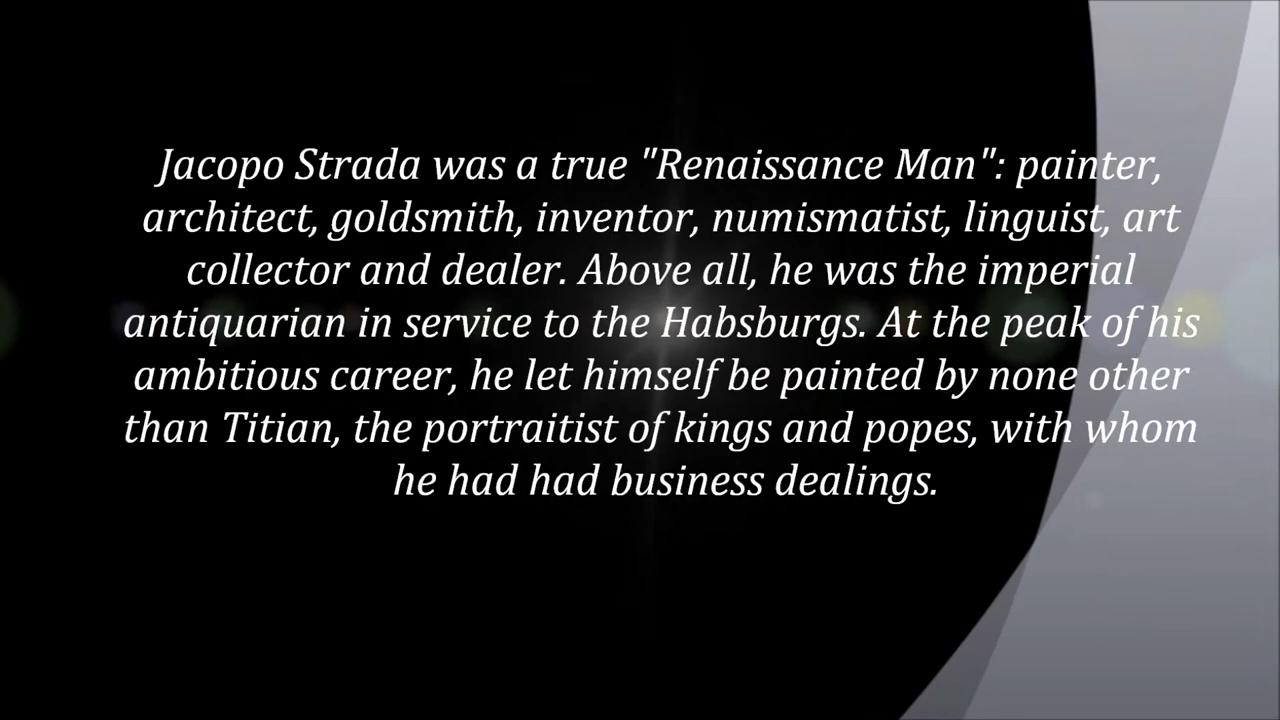 Jacopo Strada was a true "Renaissance Man": painter,
architect, goldsmith, inventor, numismatist, linguist, art
collector and dealer. Above all, he was the imperial
antiquarian in service to the Habsburgs. At the peak of his
ambitious career, he let himself be painted by none other
than Titian, the portraitist of kings and popes, with whom
he had had business dealings.